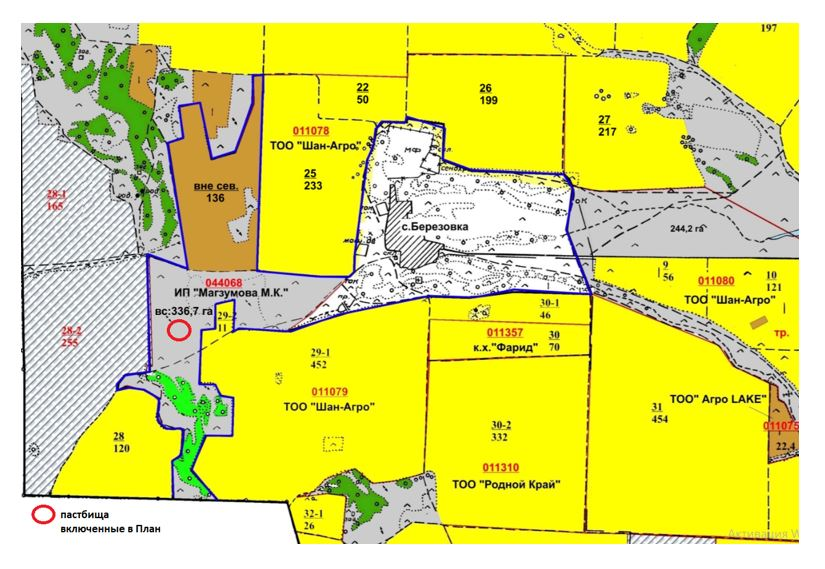 197
22
50
26
199
27
217
011078
ТОО "Шан-Агро"
25
233
вне сев.
136
28-1
165
с.Березовка
244,2 га
9
56
10
121
011080
ТОО "Шан-Агро"
044068
ИП "Магзумова М.К."
вс:336,7 га
29-2
11
30-1
46
011357
к.х."Фарид"
30
70
тр.
28-2
255
29-1
452
011079
ТОО "Шан-Агро"
ТОО" Агро LAKE"
31
454
011075
22,4
28
120
30-2
332
011310
ТОО "Родной Край"
32-1
26
пастбища
включенные в План
Активация W